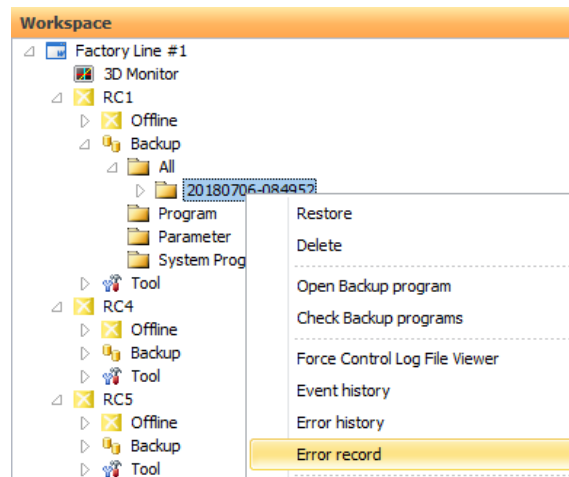 Workspace
Factory Line #1
3D Monitor
RC1
Offline
Backup
All
20180706-084952
Program
Parameter
System Prog
Tool
RC4
Offline
Backup
Tool
RC5
Offline
Backup
Tool
Restore
Delete
Open Backup program
Check Backup programs
Force Control Log File Viewer
Event history
Error history
Error record